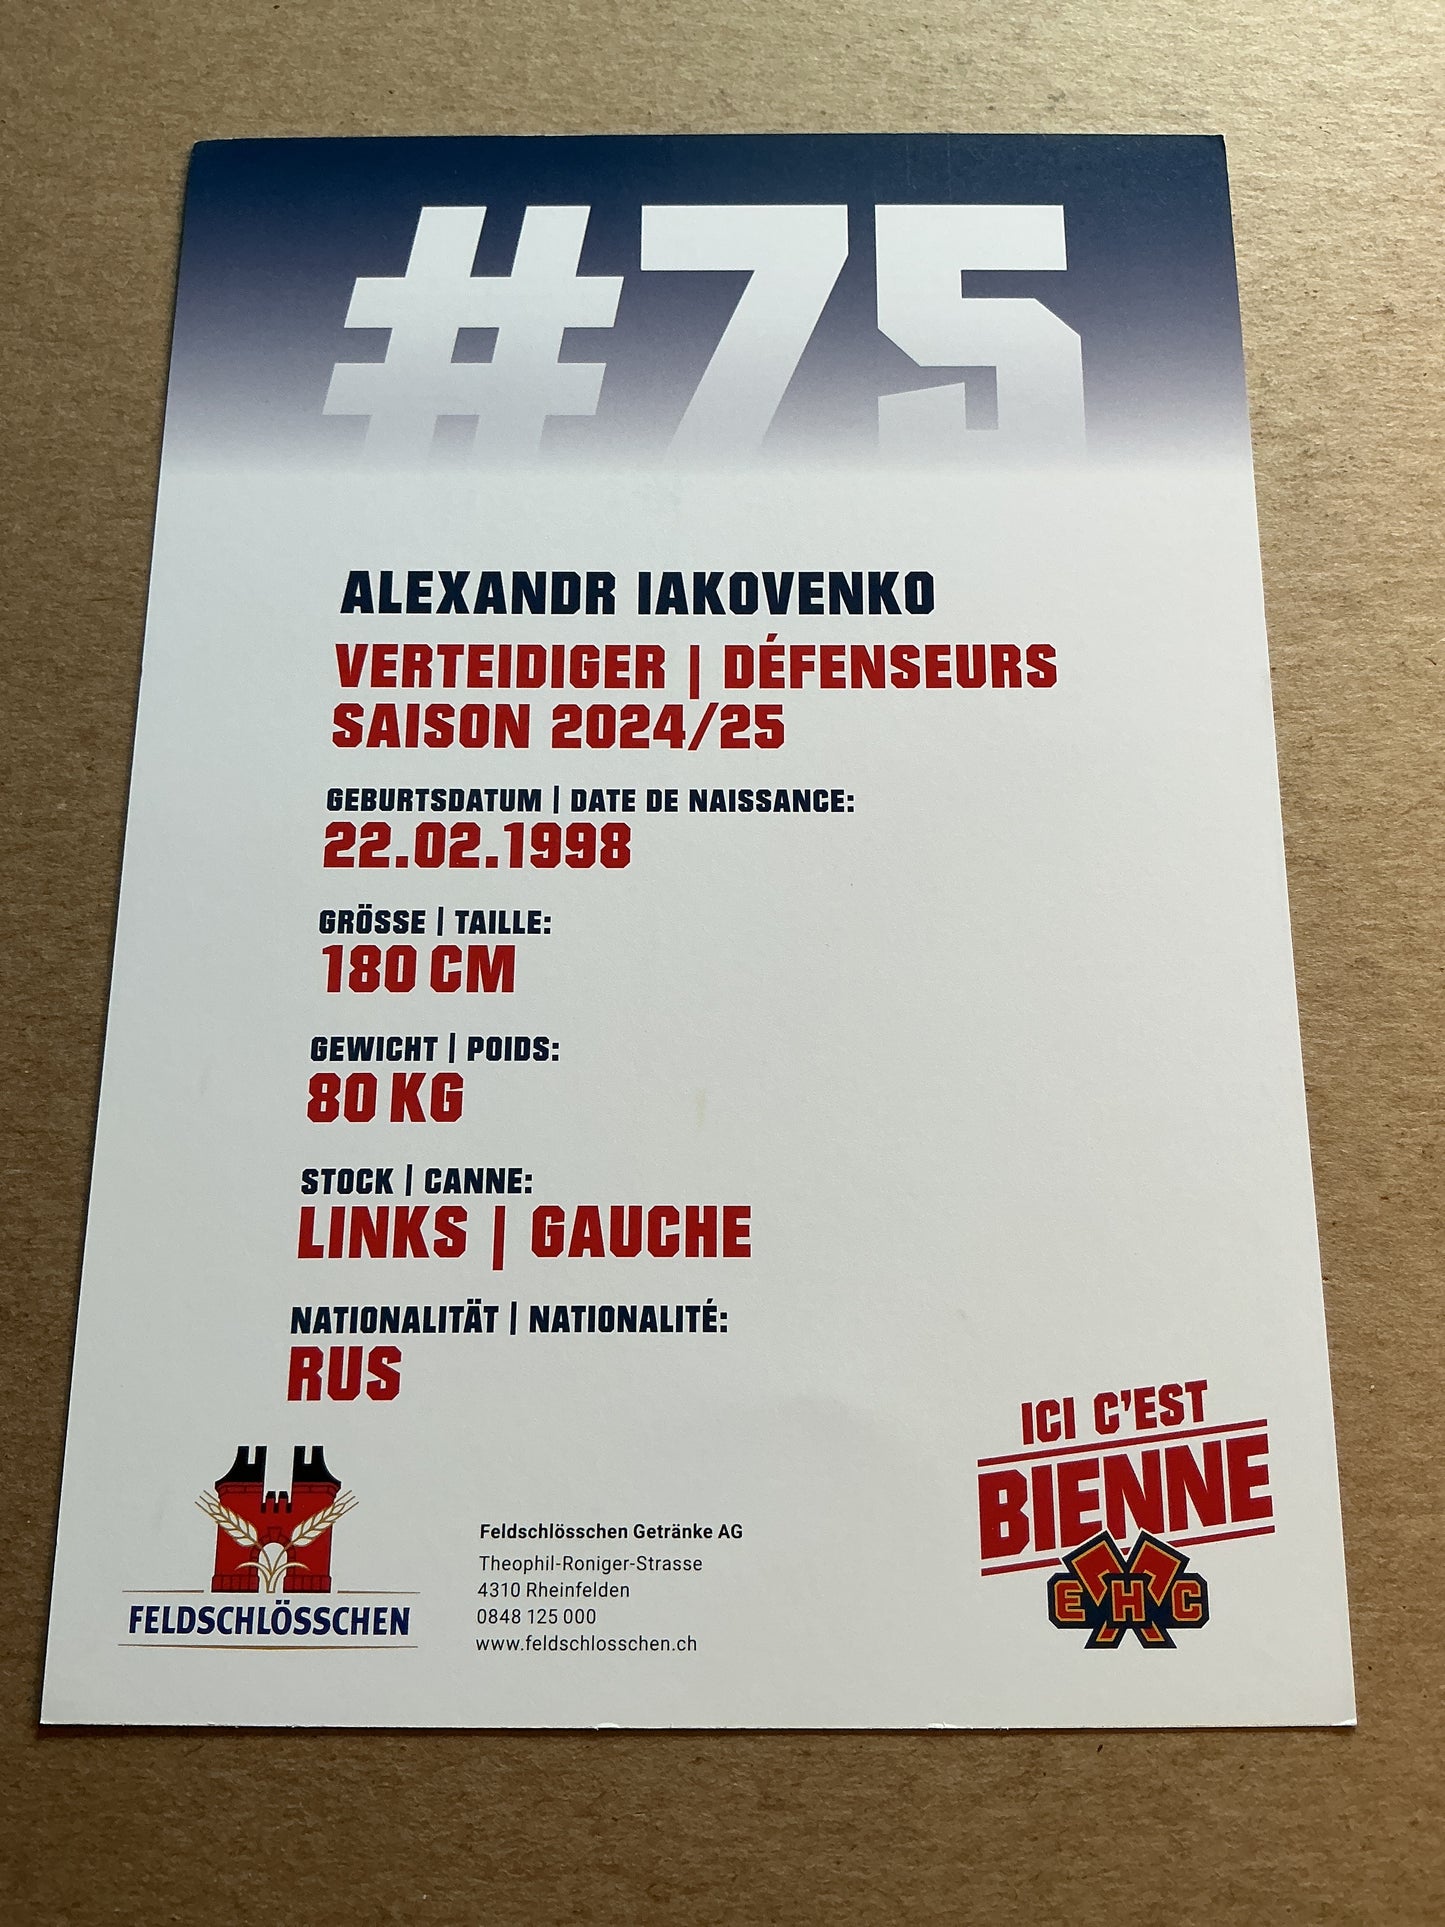 #75
ALEXANDR IAKOVENKO
VERTEIDIGER | DÉFENSEURS
SAISON 2024/25
GEBURTSDATUM | DATE DE NAISSANCE:
22.02.1998
GRÖSSE | TAILLE:
180 CM
GEWICHT | POIDS:
80 KG
STOCK | CANNE:
LINKS | GAUCHE
NATIONALITÄT | NATIONALITÉ:
RUS
FELDSCHLÖSSCHEN
Feldschlösschen Getränke AG
Theophil-Roniger-Strasse
4310 Rheinfelden
0848 125 000
www.feldschlosschen.ch
ICI C'EST
BIENNE
EHC